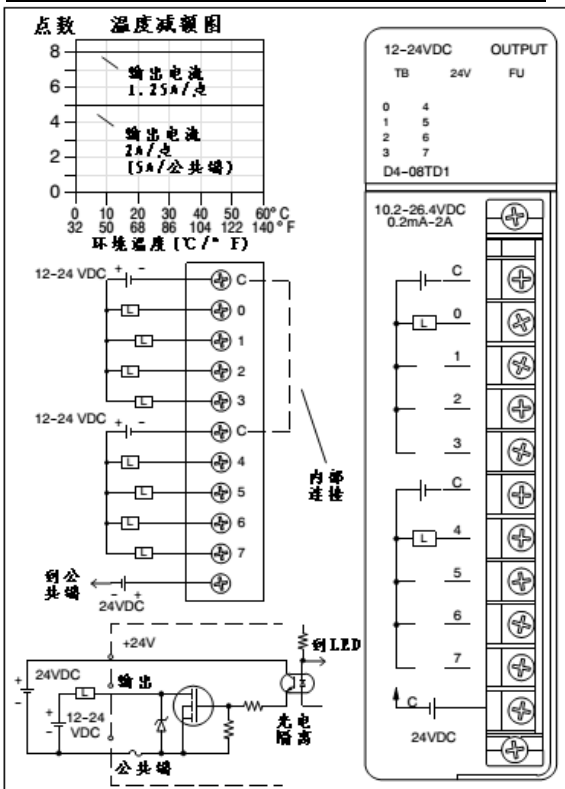 点数 温度减额图
8
6
4
2
0
输出电流
1.25A/点
输出电流
2A/点
(5A/公共端)
0 10 20 30 40 50 60°C
32 50 68 86 104 122 140°F
环境温度(℃/°F)
12-24 VDC
+ -
C
L 0
L 1
L 2
L 3
12-24 VDC
+ -
C
L 4
L 5
L 6
L 7
内部
连接
到公
共端
- +
24VDC
+24V
到LED
24VDC
+
-
输出
L
+
-
12-24
VDC
公共端
光电
隔离
12-24VDC OUTPUT
TB 24V FU
0 4
1 5
2 6
3 7
D4-08TD1
10.2-26.4VDC
0.2mA-2A
C
L 0
1
2
3
C
L 4
5
6
7
C
24VDC